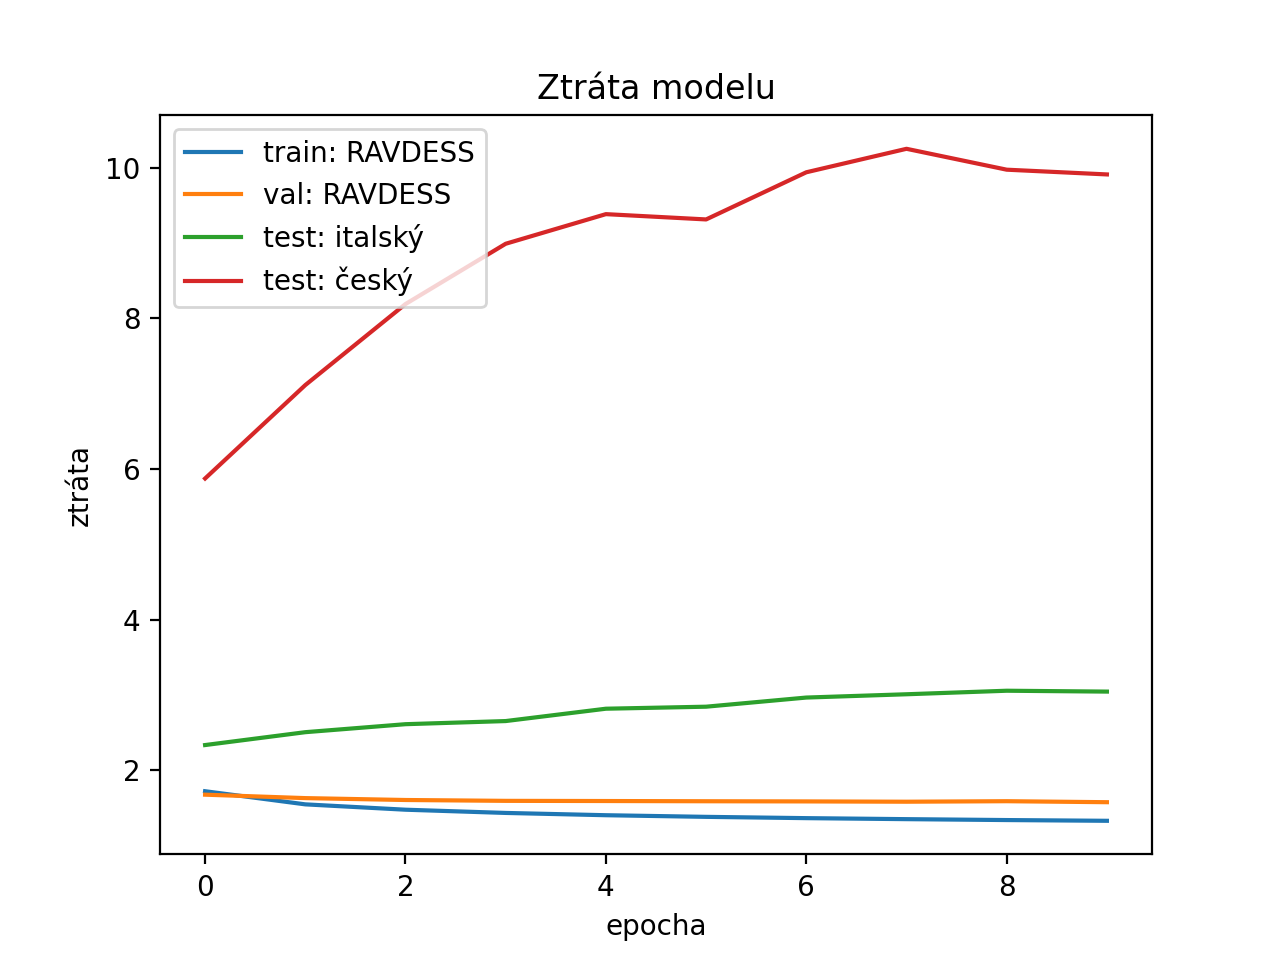 Ztráta modelu
train: RAVDESS
val: RAVDESS
test: italský
test: český
10
8
6
4
2
ztráta
0 2 4 6 8
epocha